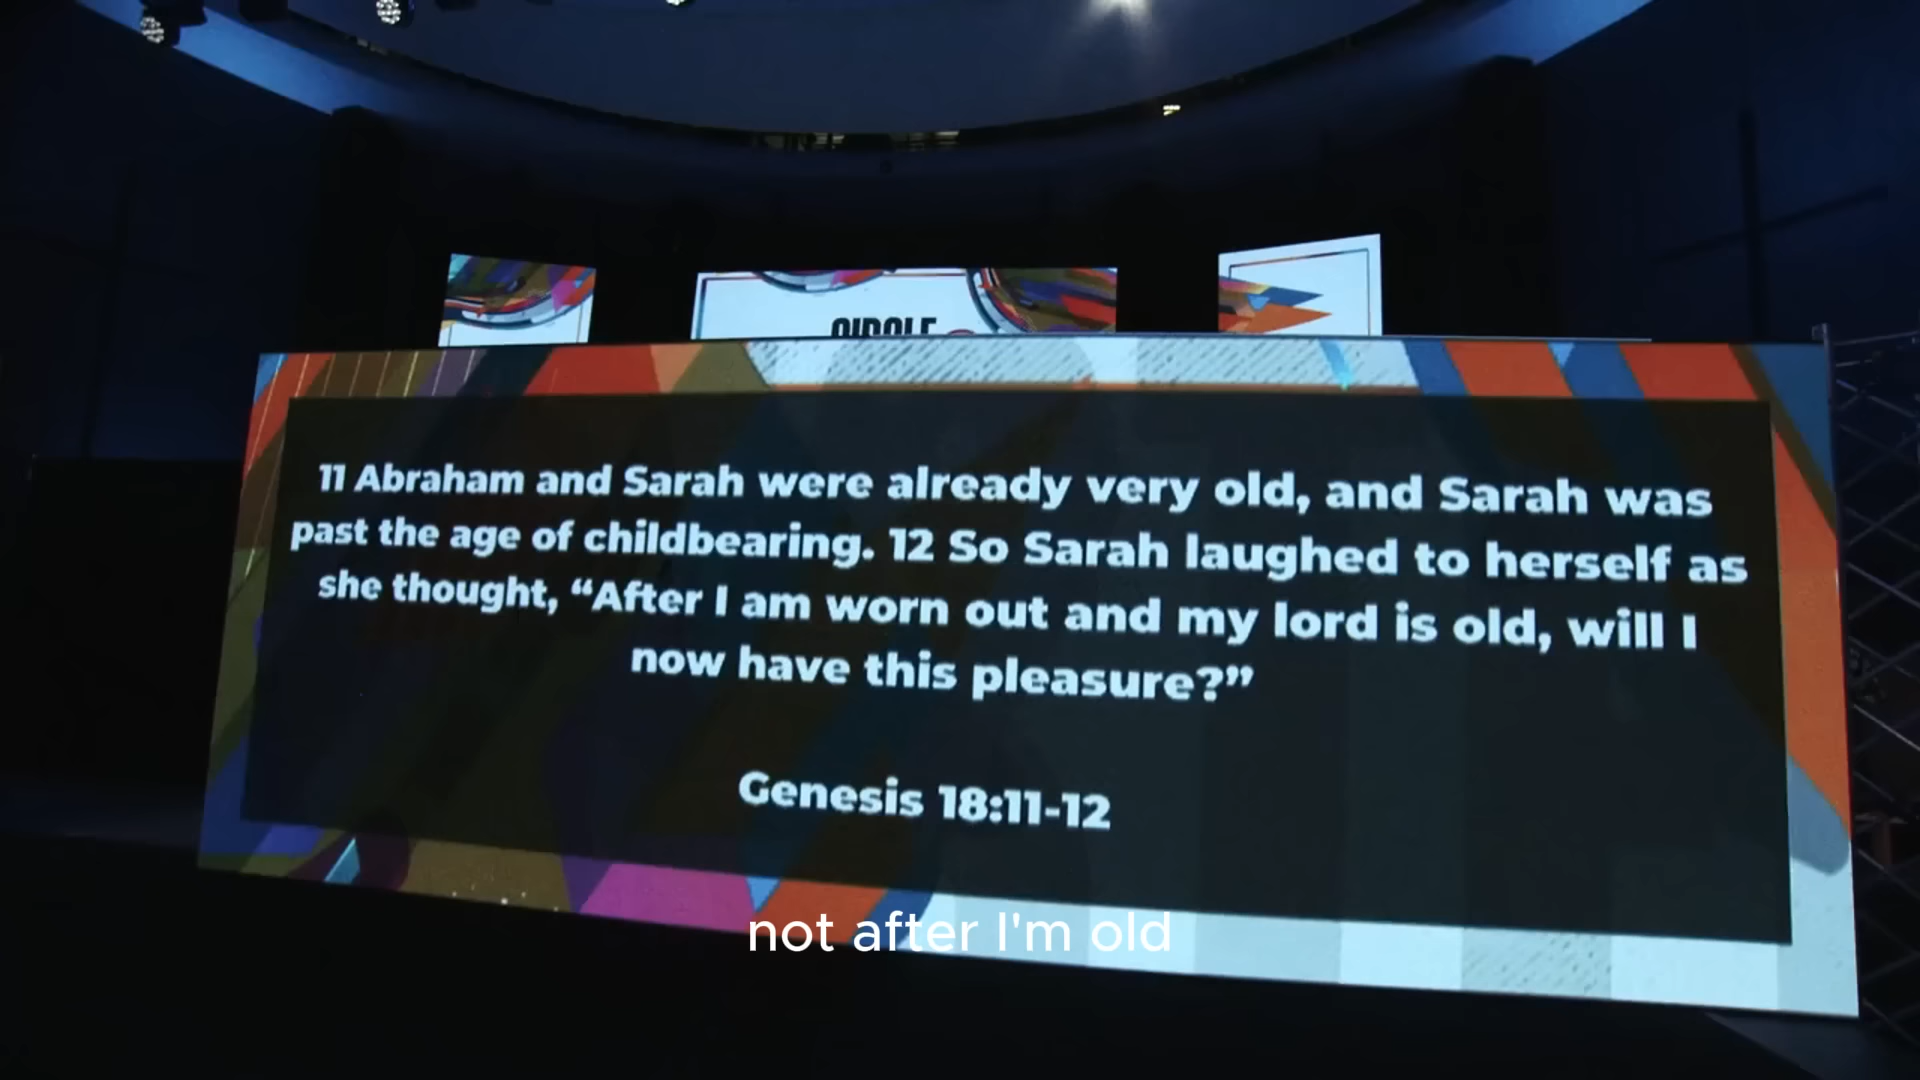 CIRCLE
11 Abraham and Sarah were already very old, and Sarah was
past the age of childbearing. 12 So Sarah laughed to herself as
she thought, “After I am worn out and my lord is old, will I
now have this pleasure?”
Genesis 18:11-12
not after I'm old